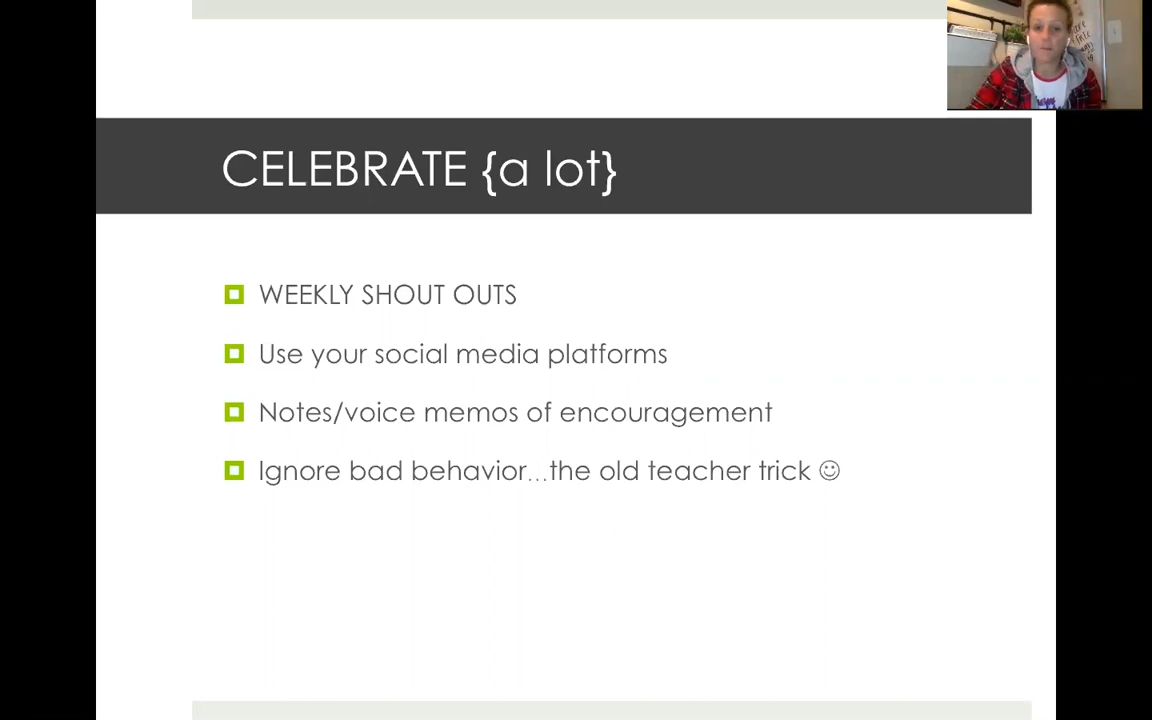 CELEBRATE {a lot}
WEEKLY SHOUT OUTS
Use your social media platforms
Notes/voice memos of encouragement
Ignore bad behavior...the old teacher trick ☺